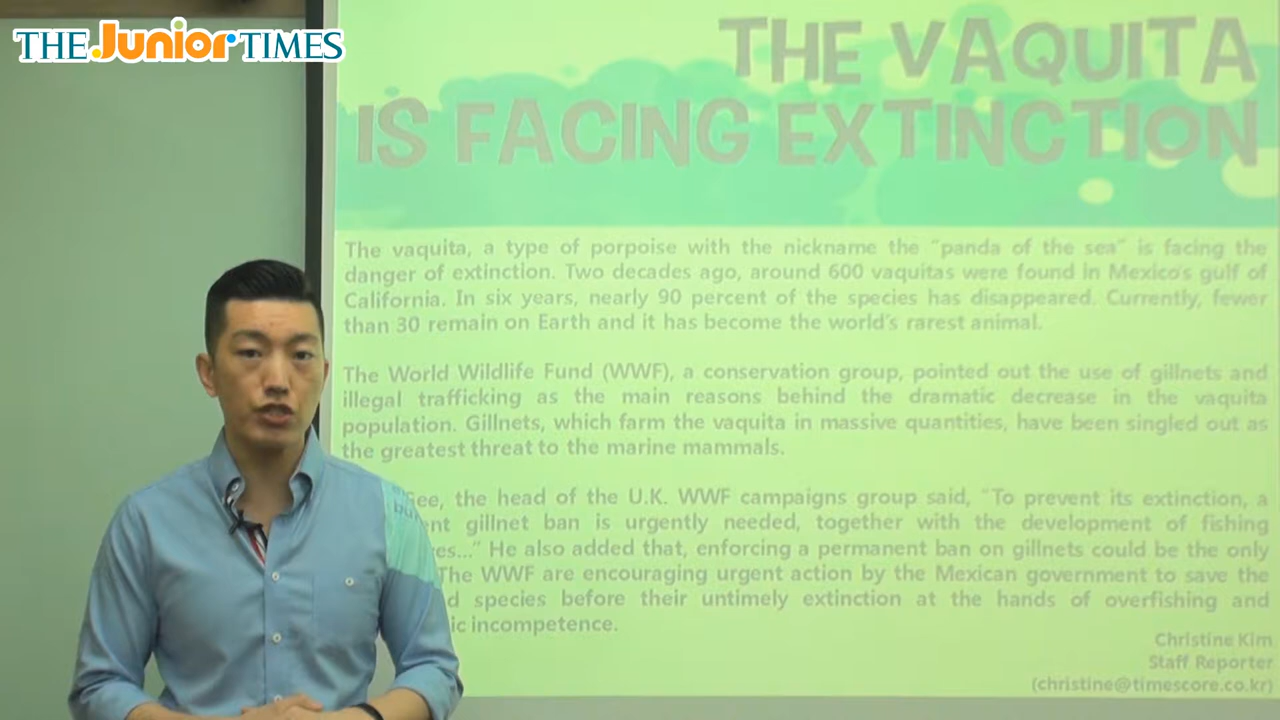 THE Junior TIMES
THE VAQUITA
IS FACING EXTINCTION
The vaquita, a type of porpoise with the nickname the "panda of the sea" is facing the
danger of extinction. Two decades ago, around 600 vaquitas were found in Mexico's gulf of
California. In six years, nearly 90 percent of the species has disappeared. Currently, fewer
than 30 remain on Earth and it has become the world's rarest animal.
The World Wildlife Fund (WWF), a conservation group, pointed out the use of gillnets and
illegal trafficking as the main reasons behind the dramatic decrease in the vaquita
population. Gillnets, which farm the vaquita in massive quantities, have been singled out as
the greatest threat to the marine mammals.
Gee, the head of the U.K. WWF campaigns group said, "To prevent its extinction, a
gillnet ban is urgently needed, together with the development of fishing
" He also added that, enforcing a permanent ban on gillnets could be the only
The WWF are encouraging urgent action by the Mexican government to save the
species before their untimely extinction at the hands of overfishing and
incompetence.
Christine Kim
Staff Reporter
(christine@timescore.co.kr)